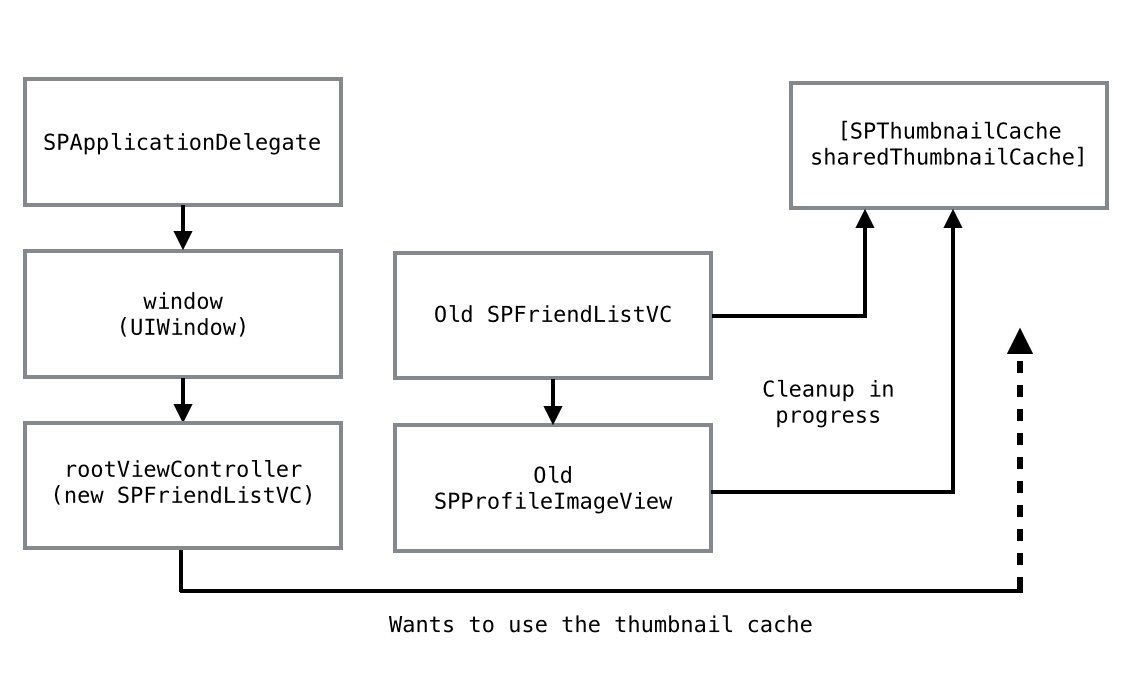 SPApplicationDelegate
window
(UIWindow)
rootViewController
(new SPFriendListVC)
Old SPFriendListVC
Old
SPProfileImageView
[SPThumbnailCache
sharedThumbnailCache]
Cleanup in
progress
Wants to use the thumbnail cache